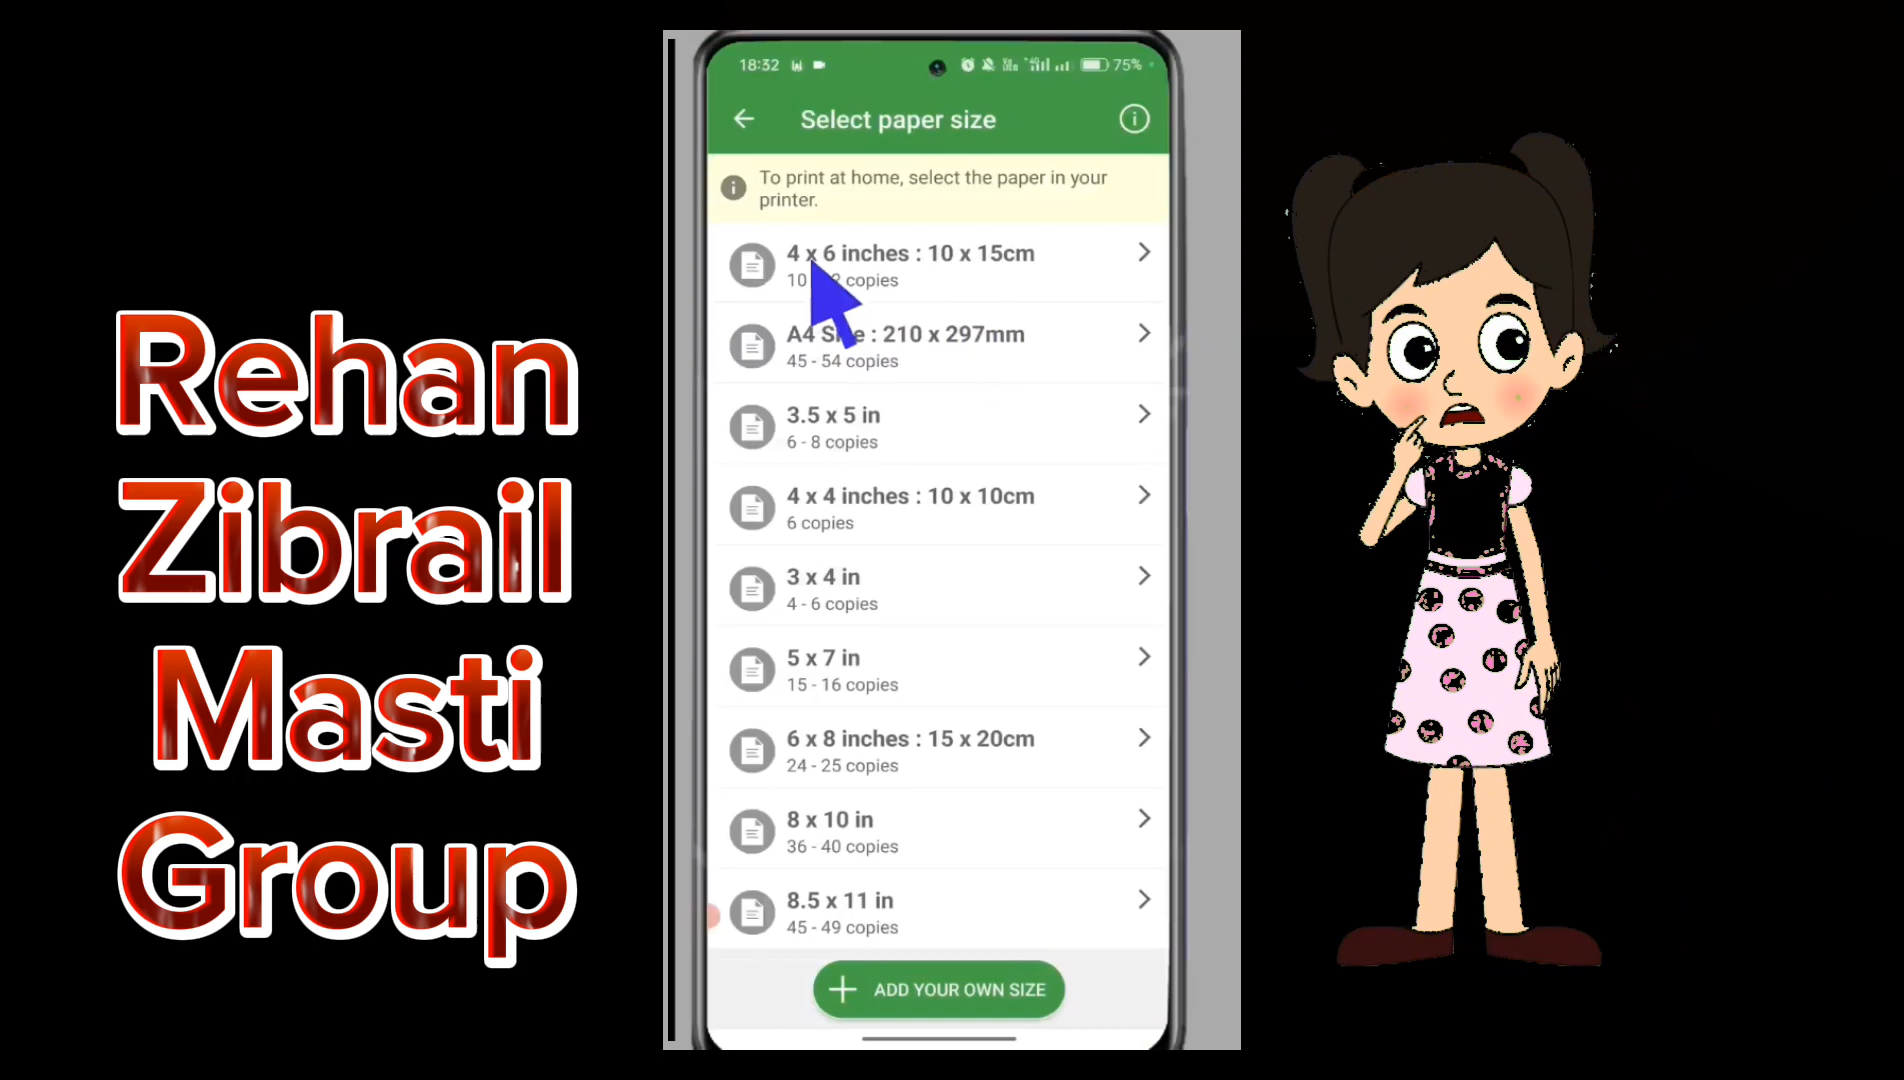 Rehan
Zibrail
Masti
Group
18:32
75%
Select paper size
To print at home, select the paper in your
printer.
4 x 6 inches : 10 x 15cm
10 copies
A4 : 210 x 297mm
45 - 54 copies
3.5 x 5 in
6 - 8 copies
4 x 4 inches : 10 x 10cm
6 copies
3 x 4 in
4 - 6 copies
5 x 7 in
15 - 16 copies
6 x 8 inches : 15 x 20cm
24 - 25 copies
8 x 10 in
36 - 40 copies
8.5 x 11 in
45 - 49 copies
ADD YOUR OWN SIZE